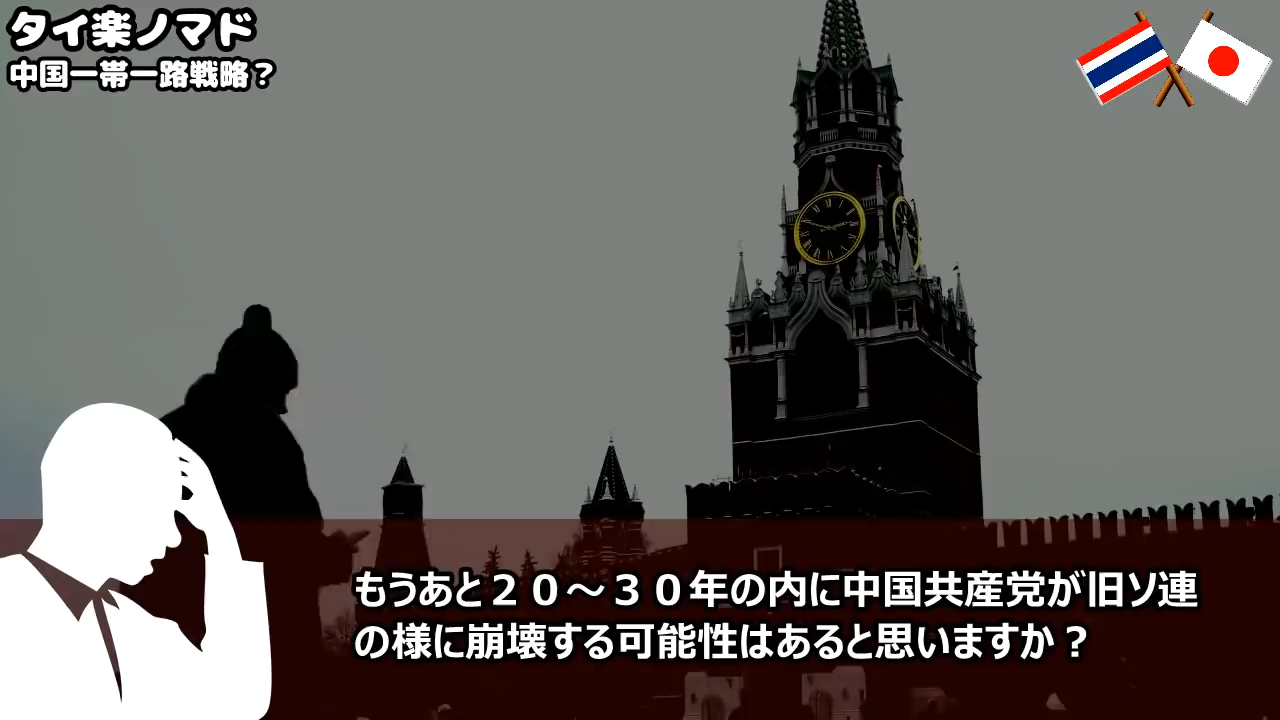 タイ楽ノマド
中国一帯一路戦略？
もうあと２０～３０年の内に中国共産党が旧ソ連
の様に崩壊する可能性はあると思いますか？